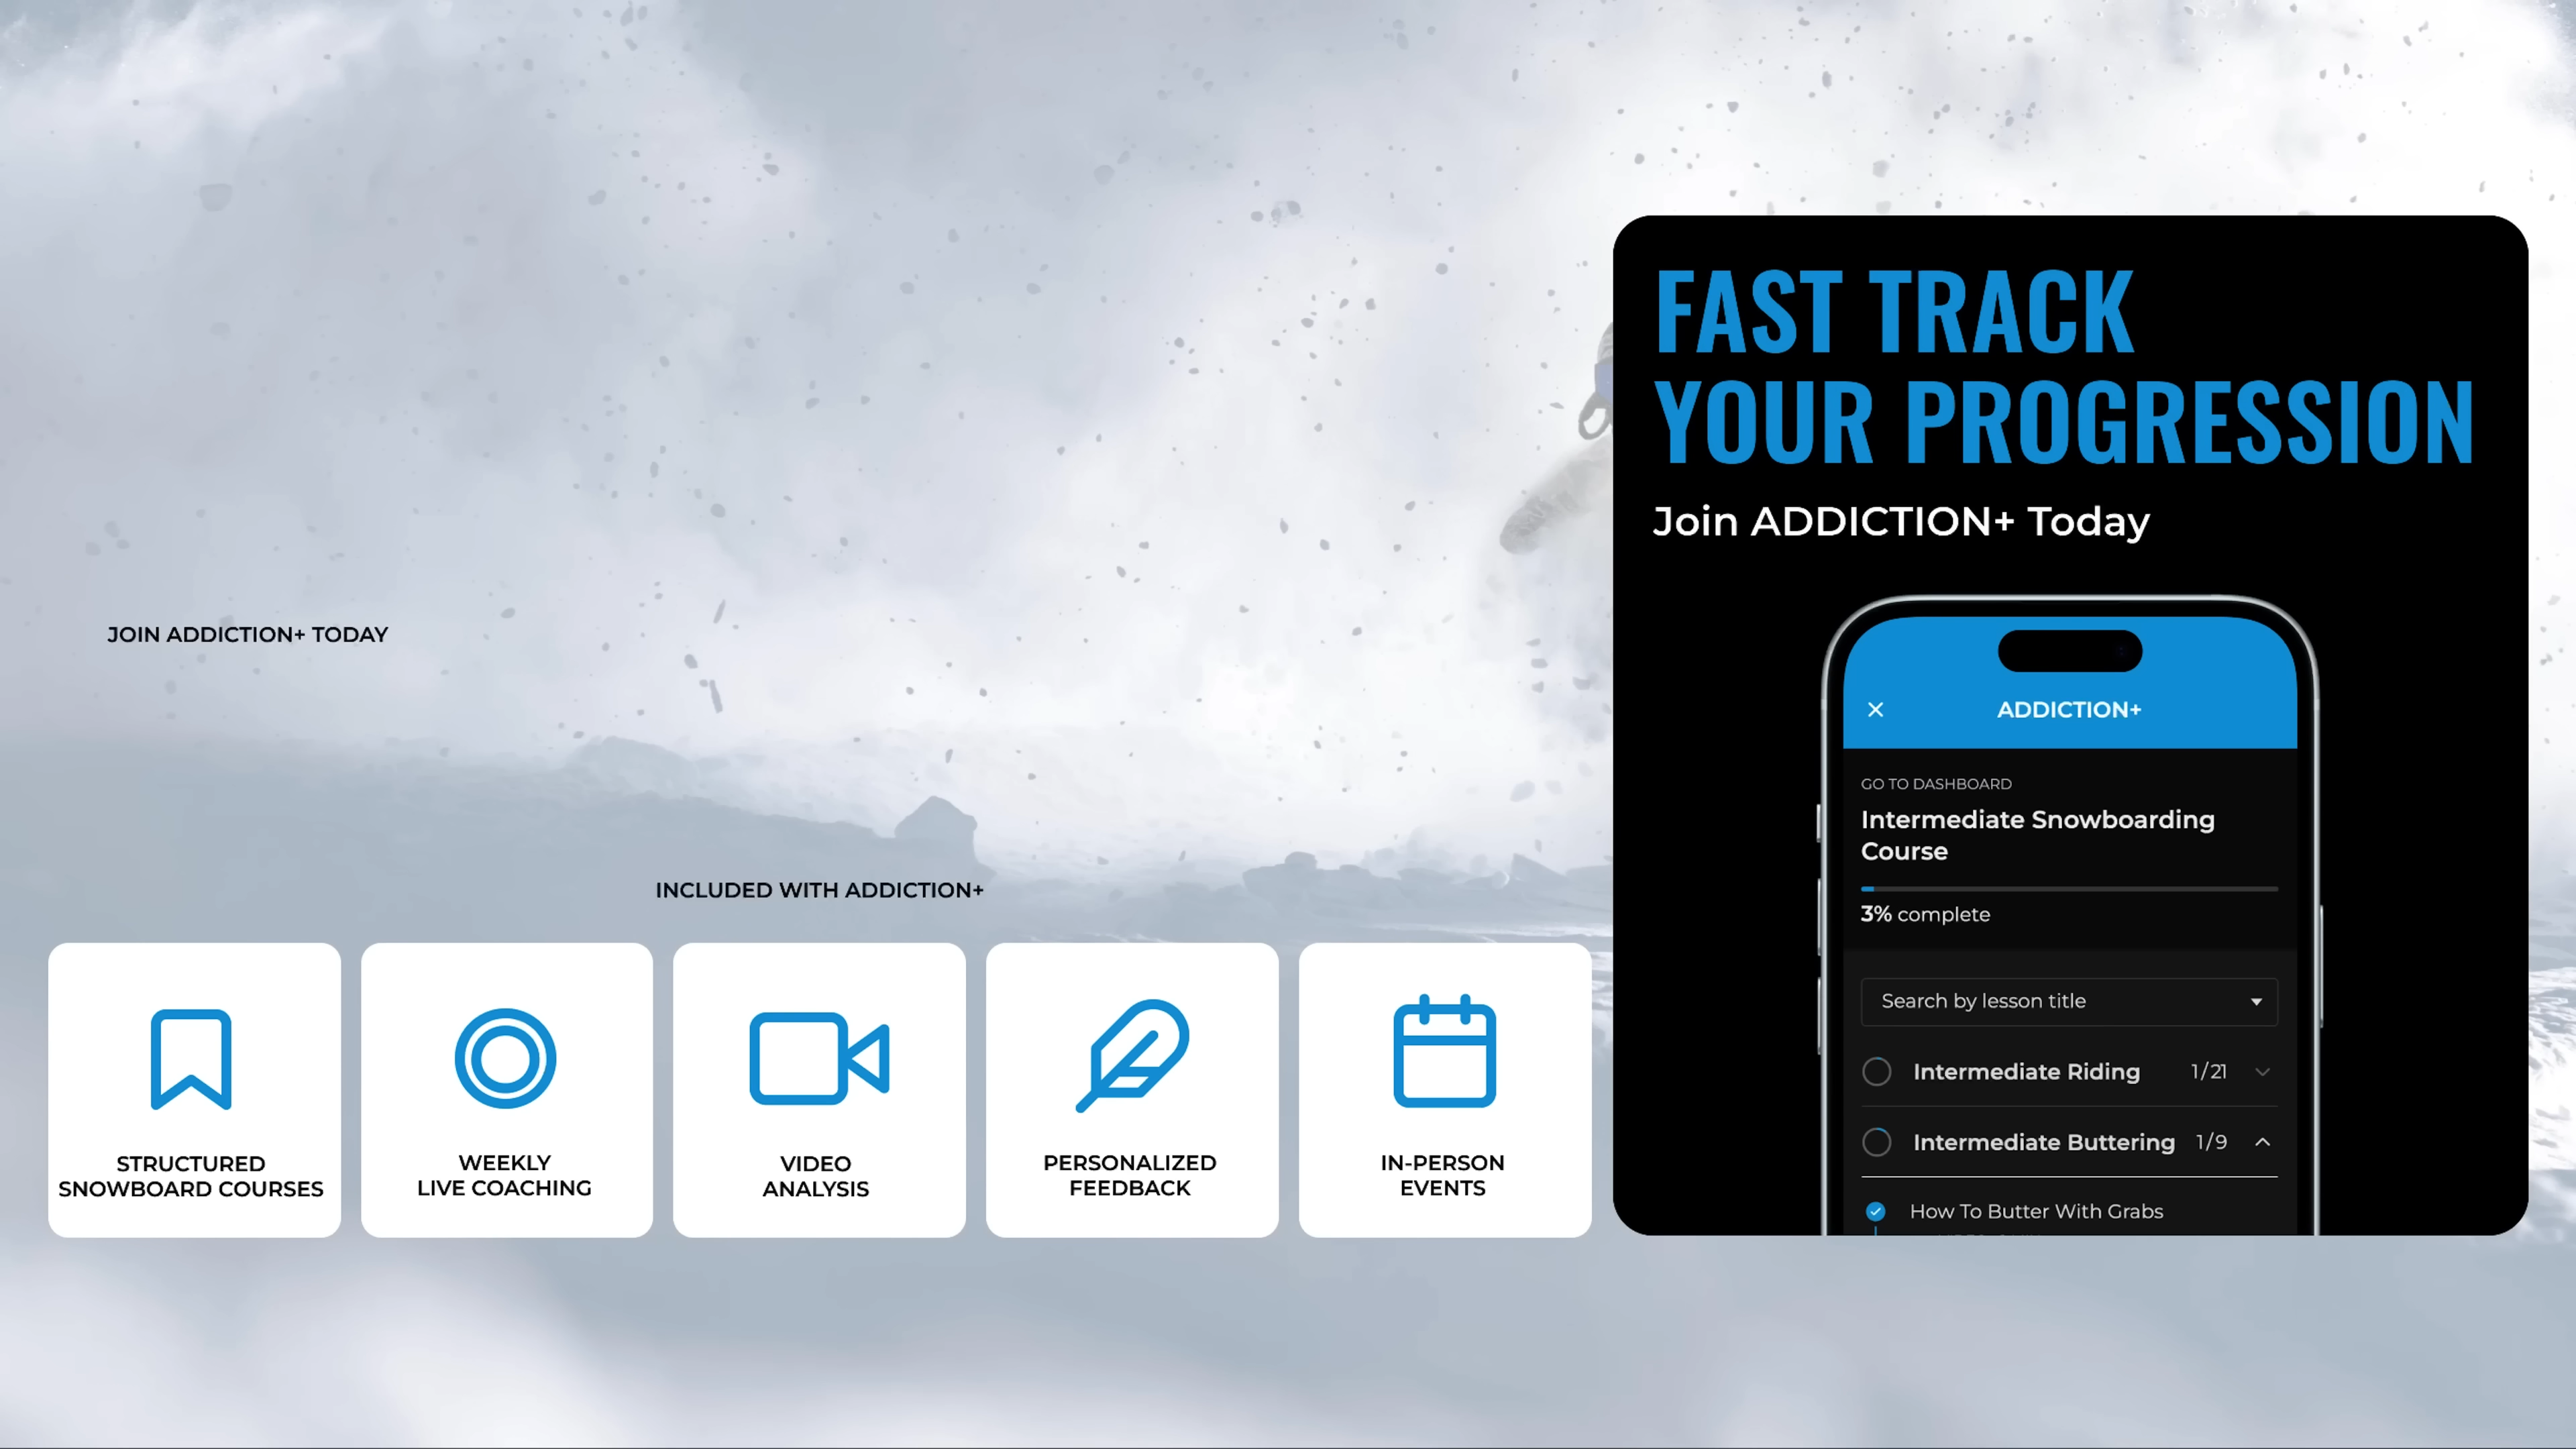 JOIN ADDICTION+ TODAY
INCLUDED WITH ADDICTION+
STRUCTURED
SNOWBOARD COURSES
WEEKLY
LIVE COACHING
VIDEO
ANALYSIS
PERSONALIZED
FEEDBACK
IN-PERSON
EVENTS
FAST TRACK
YOUR PROGRESSION
Join ADDICTION+ Today
ADDICTION+
GO TO DASHBOARD
Intermediate Snowboarding
Course
3% complete
Search by lesson title
Intermediate Riding 1/21
Intermediate Buttering 1/9
How To Butter With Grabs